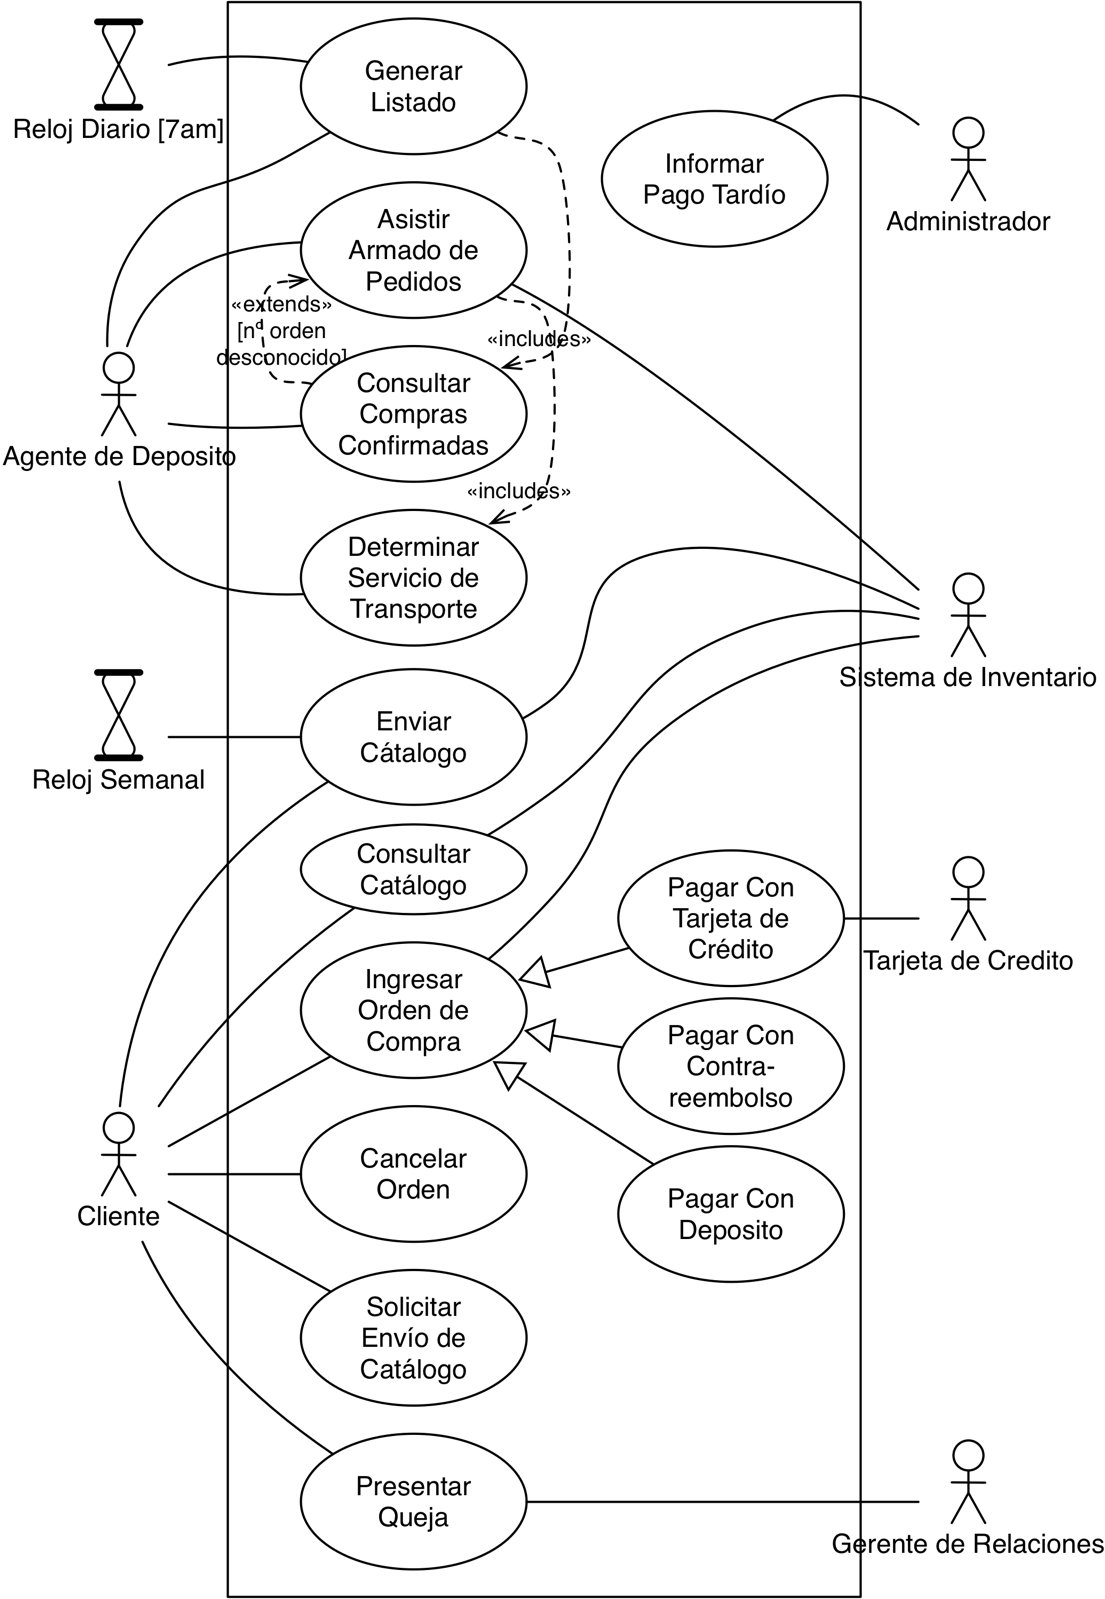 Generar
Listado
Reloj Diario [7am]
Informar
Pago Tardío
Administrador
Asistir
Armado de
Pedidos
«extends»
[nº orden
desconocido]
«includes»
Consultar
Compras
Confirmadas
Agente de Deposito
«includes»
Determinar
Servicio de
Transporte
Sistema de Inventario
Enviar
Cátalogo
Reloj Semanal
Consultar
Catálogo
Pagar Con
Tarjeta de
Crédito
Tarjeta de Credito
Ingresar
Orden de
Compra
Pagar Con
Contra-
reembolso
Cancelar
Orden
Cliente
Pagar Con
Deposito
Solicitar
Envío de
Catálogo
Presentar
Queja
Gerente de Relaciones